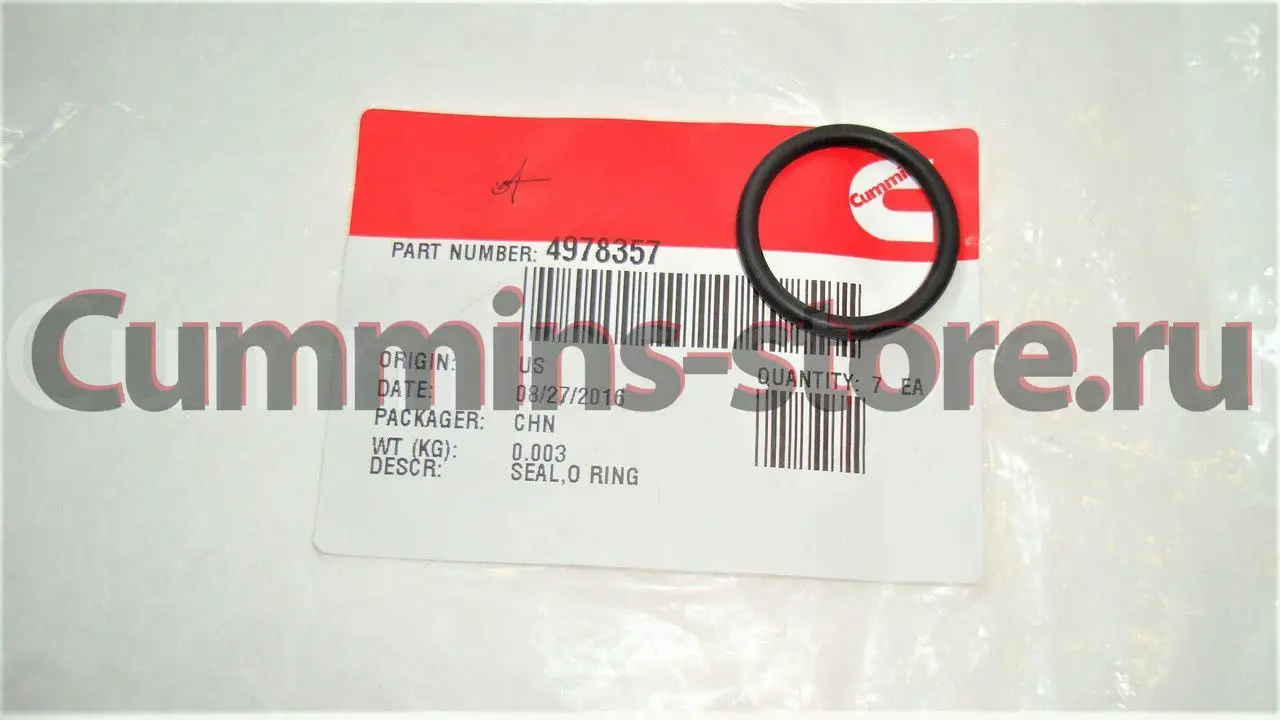 Cummins
PART NUMBER: 4978357
Cummins-store.ru
ORIGIN: US
DATE: 08/27/2016
QUANTITY: 7 EA
PACKAGER: CHN
WT (KG): 0.003
DESCR: SEAL,O RING